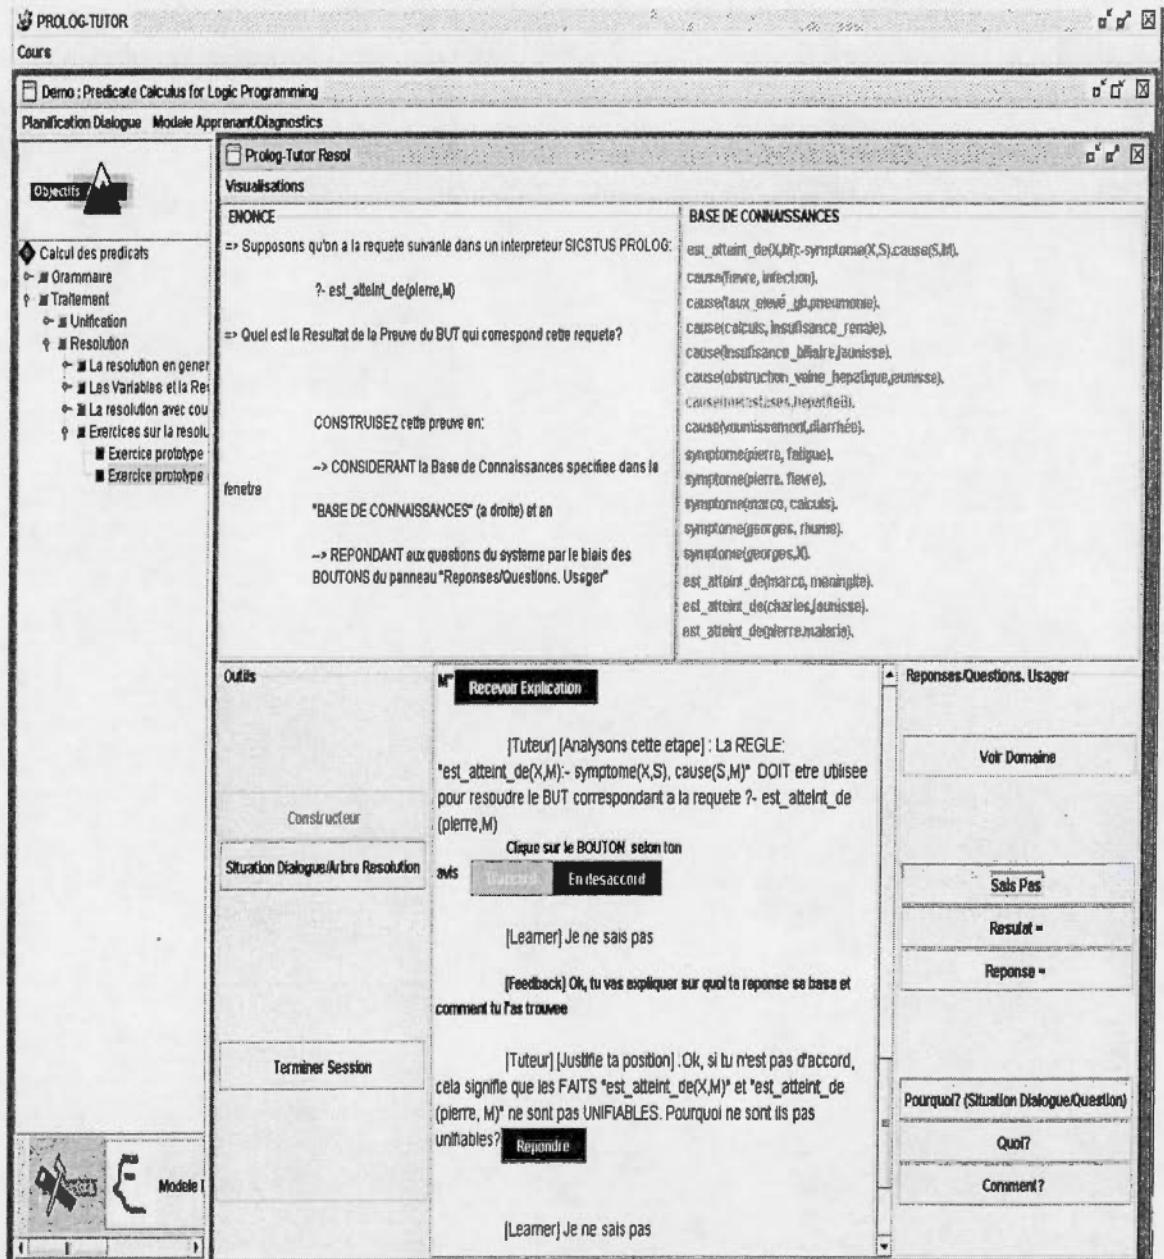 PROLOG-TUTOR
Cours
Demo : Predicate Calculus for Logic Programming
Planification Dialogue Modele Apprenant/Diagnostics
Objectifs
Calcul des predicats
Grammaire
Traitement
Unification
Resolution
La resolution en gener
Les Variables et la Re
La resolution avec cou
Exercices sur la resolu
Exercice prototype
Exercice prototype
Modele
Prolog-Tutor Resol
Visualisations
ENONCE
=> Supposons qu'on a la requete suivante dans un interpreteur SICSTUS PROLOG:
?- est_atteint_de(pierre,M)
=> Quel est le Resultat de la Preuve du BUT qui correspond cette requete?
CONSTRUISEZ cette preuve en:
--> CONSIDERANT la Base de Connaissances specifiee dans la
fenetre
"BASE DE CONNAISSANCES" (a droite) et en
--> REPONDANT aux questions du systeme par le biais des
BOUTONS du panneau "Reponses/Questions. Usager"
BASE DE CONNAISSANCES
est_atteint_de(X,M):-symptome(X,S),cause(S,M).
cause(fievre, infection).
cause(taux_elevé_gb,pneumonie).
cause(calculs, insufisance_renale).
cause(insufisance_biliaire,jaunisse).
cause(obstruction_veine_hepatique,jaunisse).
cause(voumissement,diarrhée).
symptome(pierre, fatigue).
symptome(pierre, fievre).
symptome(marco, calculs).
symptome(georges, rhume).
symptome(georges,X).
est_atteint_de(marco, meningite).
est_atteint_de(charles,jaunisse).
est_atteint_de(pierre,malaria).
Outils
Constructeur
Situation Dialogue/Arbre Resolution
Terminer Session
M" Recevoir Explication
[Tuteur] [Analysons cette etape] : La REGLE:
"est_atteint_de(X,M):- symptome(X,S), cause(S,M)" DOIT etre utilisee
pour resoudre le BUT correspondant a la requete ?- est_atteint_de
(pierre,M)
Clique sur le BOUTON selon ton
avis D'accord En desaccord
[Learner] Je ne sais pas
[Feedback] Ok, tu vas expliquer sur quoi ta reponse se base et
comment tu l'as trouvee
[Tuteur] [Justifie ta position] :Ok, si tu n'est pas d'accord,
cela signifie que les FAITS "est_atteint_de(X,M)" et "est_atteint_de
(pierre, M)" ne sont pas UNIFIABLES. Pourquoi ne sont ils pas
unifiables? Repondre
[Learner] Je ne sais pas
Reponses/Questions. Usager
Voir Domaine
Sais Pas
Resulat =
Reponse =
Pourquoi? (Situation Dialogue/Question)
Quoi?
Comment?